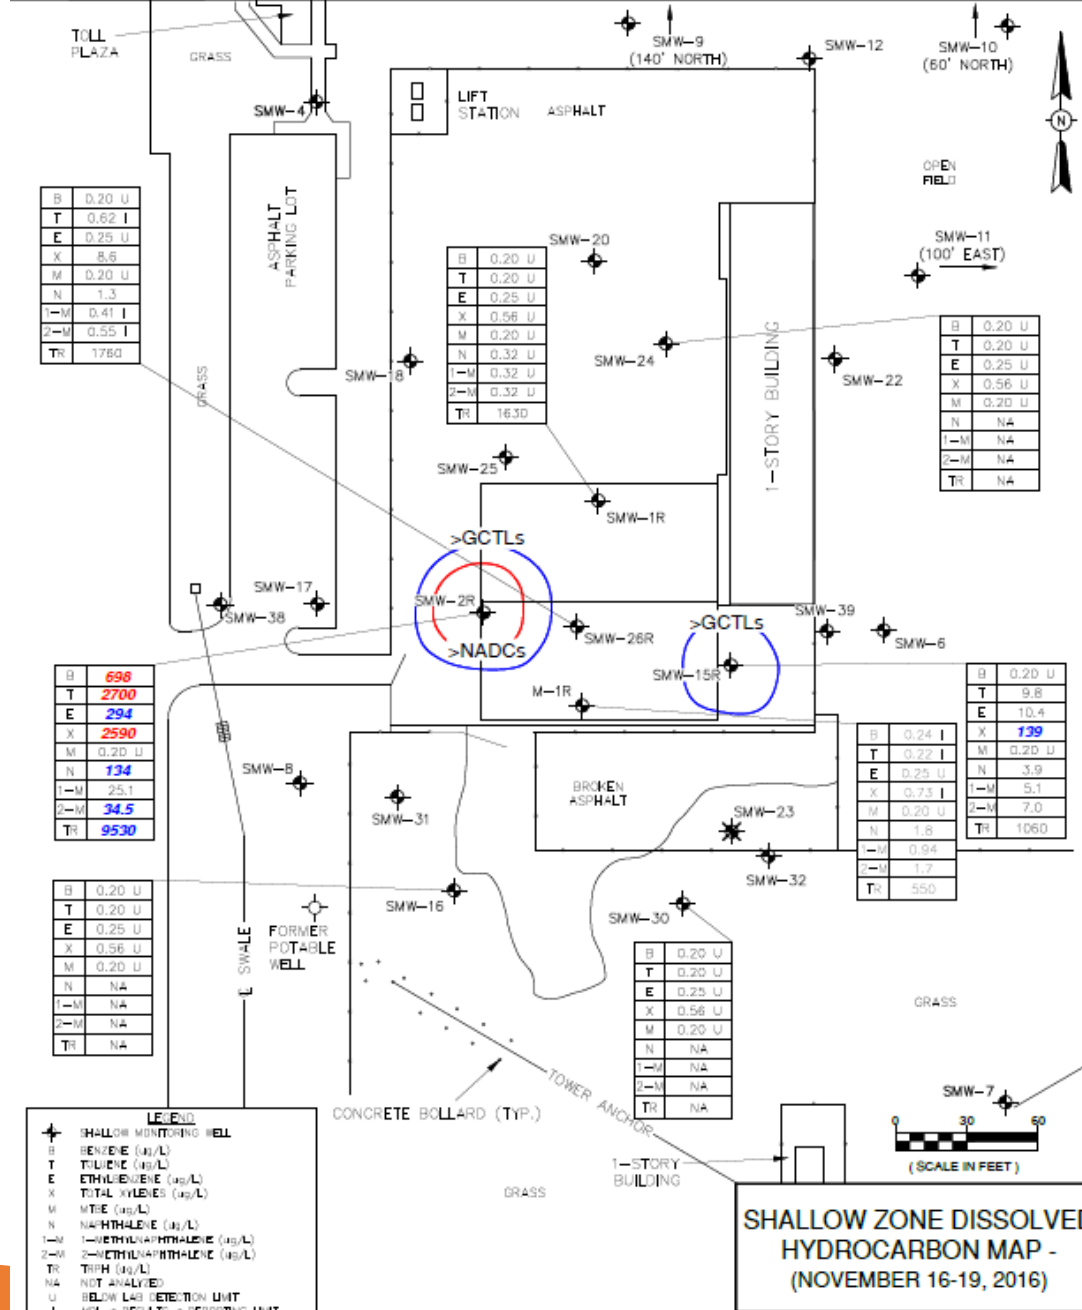 TOLL
PLAZA
GRASS
SMW-9
(140' NORTH)
SMW-12
SMW-10
(60' NORTH)
SMW-4
LIFT
STATION
ASPHALT
N
OPEN
FIELD
ASPHALT
PARKING LOT
B 0.20 U
T 0.62 I
E 0.25 U
X 8.6
M 0.20 U
N 1.3
1-M 0.41 I
2-M 0.55 I
TR 1760
SMW-20
B 0.20 U
T 0.20 U
E 0.25 U
X 0.56 U
M 0.20 U
N 0.32 U
1-M 0.32 U
2-M 0.32 U
TR 1630
SMW-11
(100' EAST)
SMW-24
SMW-18
SMW-22
1-STORY BUILDING
GRASS
B 0.20 U
T 0.20 U
E 0.25 U
X 0.56 U
M 0.20 U
N NA
1-M NA
2-M NA
TR NA
SMW-25
SMW-1R
>GCTLs
SMW-17
SMW-38
SMW-2R
SMW-26R
>NADCs
>GCTLs
SMW-15R
SMW-39
SMW-6
M-1R
B 698
T 2700
E 294
X 2590
M 0.20 U
N 134
1-M 25.1
2-M 34.5
TR 9530
B 0.20 U
T 9.8
E 10.4
X 139
M 0.20 U
N 3.9
1-M 5.1
2-M 7.0
TR 1060
B 0.24 I
T 0.22 I
E 0.25 U
X 0.73 I
M 0.20 U
N 1.8
1-M 0.94
2-M 1.7
TR 550
SMW-8
SMW-31
BROKEN
ASPHALT
SMW-23
SMW-32
SMW-16
SMW-30
B 0.20 U
T 0.20 U
E 0.25 U
X 0.56 U
M 0.20 U
N NA
1-M NA
2-M NA
TR NA
FORMER
POTABLE
WELL
SWALE
B 0.20 U
T 0.20 U
E 0.25 U
X 0.56 U
M 0.20 U
N NA
1-M NA
2-M NA
TR NA
GRASS
CONCRETE BOLLARD (TYP.)
TOWER ANCHOR
SMW-7
0 30 60
( SCALE IN FEET )
1-STORY
BUILDING
GRASS
LEGEND
SHALLOW MONITORING WELL
B BENZENE (ug/L)
T TOLUENE (ug/L)
E ETHYLBENZENE (ug/L)
X TOTAL XYLENES (ug/L)
M MTBE (ug/L)
N NAPHTHALENE (ug/L)
1-M 1-METHYLNAPHTHALENE (ug/L)
2-M 2-METHYLNAPHTHALENE (ug/L)
TR TRPH (ug/L)
NA NOT ANALYZED
U BELOW LAB DETECTION LIMIT
SHALLOW ZONE DISSOLVED
HYDROCARBON MAP -
(NOVEMBER 16-19, 2016)